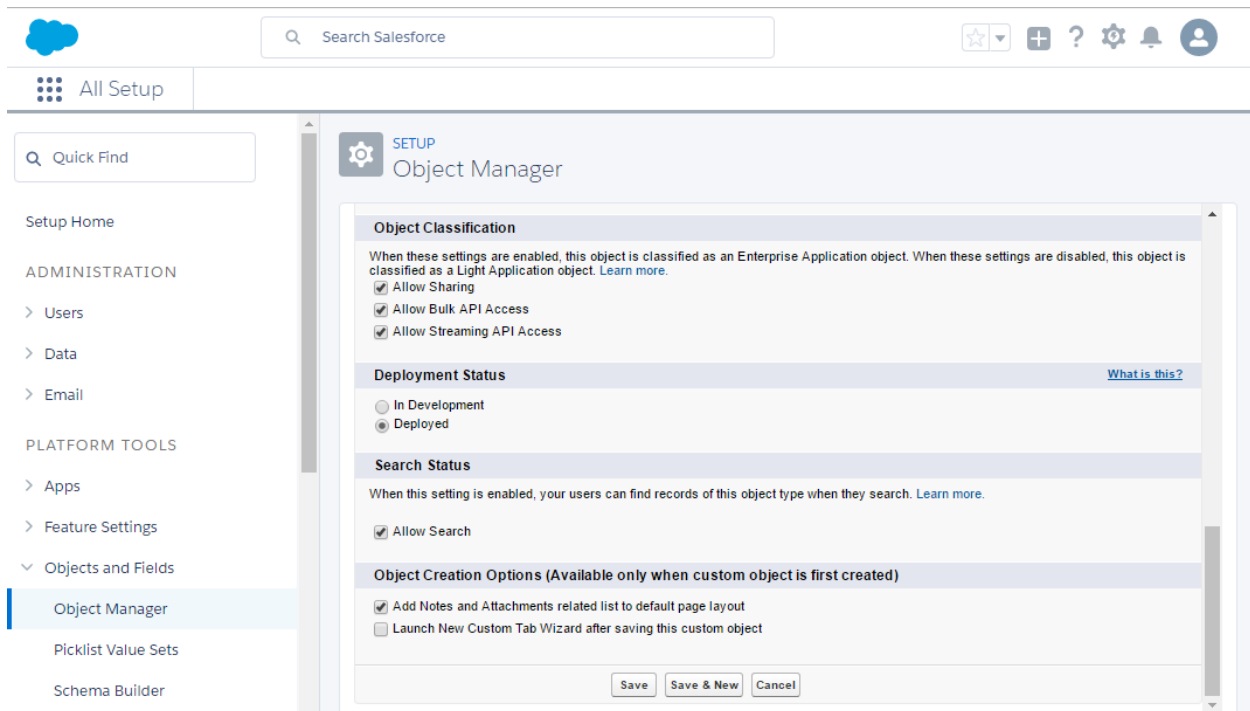 Search Salesforce
All Setup
Quick Find
Setup Home
ADMINISTRATION
Users
Data
Email
PLATFORM TOOLS
Apps
Feature Settings
Objects and Fields
Object Manager
Picklist Value Sets
Schema Builder
SETUP
Object Manager
Object Classification
When these settings are enabled, this object is classified as an Enterprise Application object. When these settings are disabled, this object is
classified as a Light Application object. Learn more.
Allow Sharing
Allow Bulk API Access
Allow Streaming API Access
Deployment Status What is this?
In Development
Deployed
Search Status
When this setting is enabled, your users can find records of this object type when they search. Learn more.
Allow Search
Object Creation Options (Available only when custom object is first created)
Add Notes and Attachments related list to default page layout
Launch New Custom Tab Wizard after saving this custom object
Save Save & New Cancel